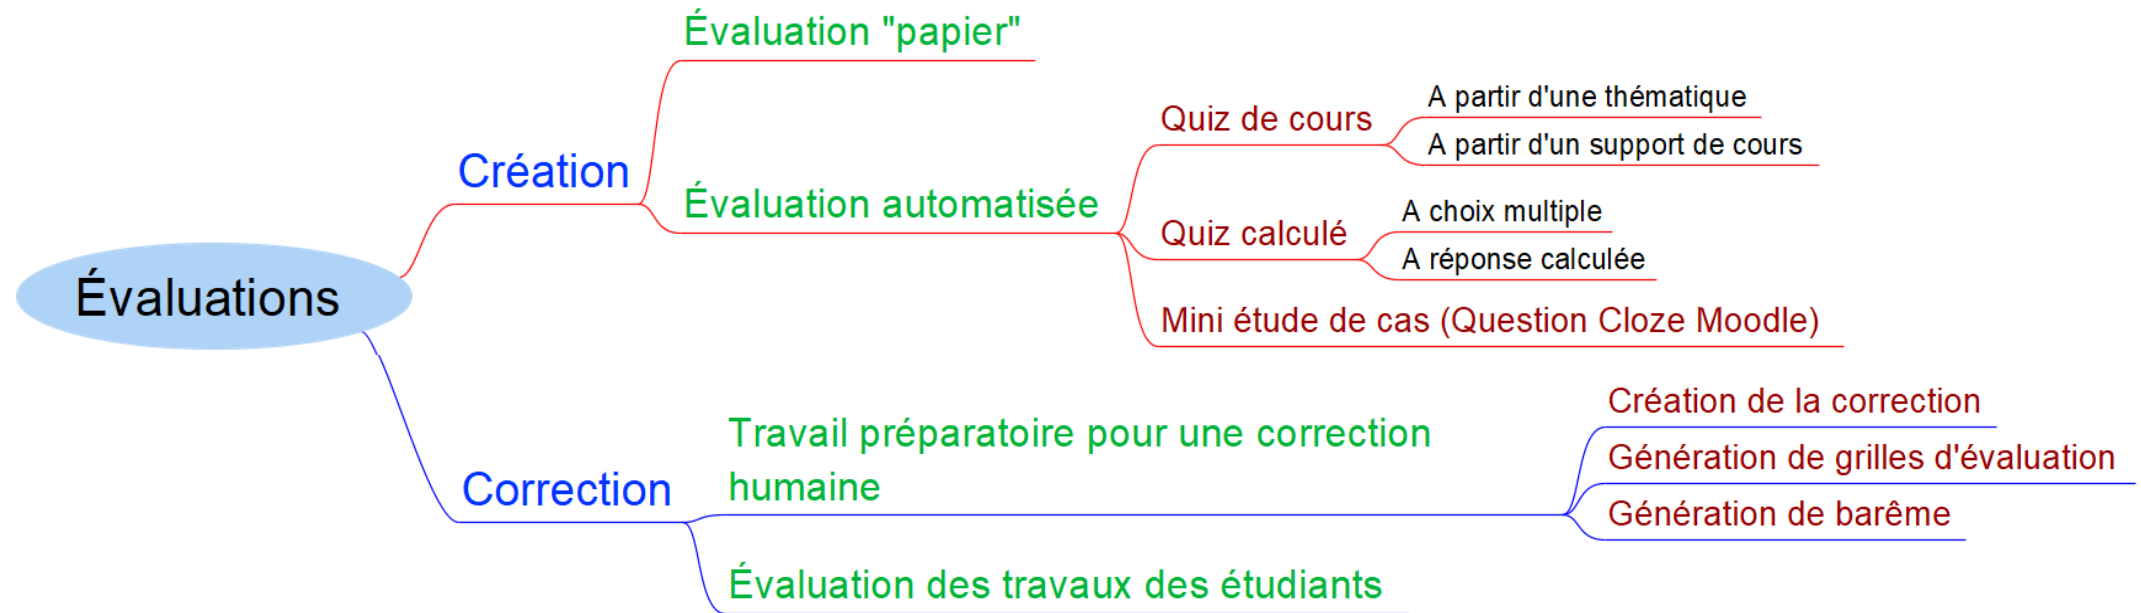 Évaluations
Création
Évaluation "papier"
Évaluation automatisée
Quiz de cours
A partir d'une thématique
A partir d'un support de cours
Quiz calculé
A choix multiple
A réponse calculée
Mini étude de cas (Question Cloze Moodle)
Correction
Travail préparatoire pour une correction
humaine
Création de la correction
Génération de grilles d'évaluation
Génération de barême
Évaluation des travaux des étudiants